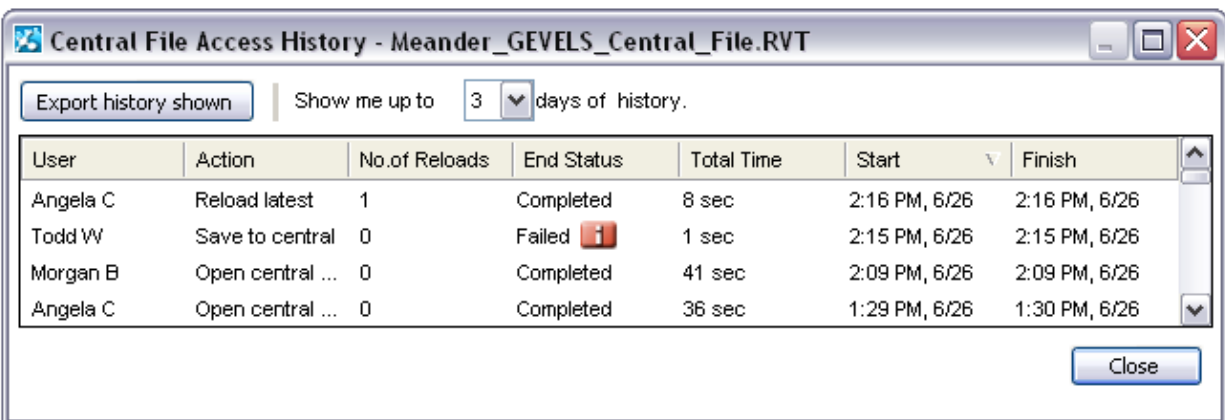 Central File Access History - Meander_GEVELS_Central_File.RVT
Export history shown Show me up to 3 days of history.
User Action No.of Reloads End Status Total Time Start Finish
Angela C Reload latest 1 Completed 8 sec 2:16 PM, 6/26 2:16 PM, 6/26
Todd W Save to central 0 Failed i 1 sec 2:15 PM, 6/26 2:15 PM, 6/26
Morgan B Open central ... 0 Completed 41 sec 2:09 PM, 6/26 2:09 PM, 6/26
Angela C Open central ... 0 Completed 36 sec 1:29 PM, 6/26 1:30 PM, 6/26
Close